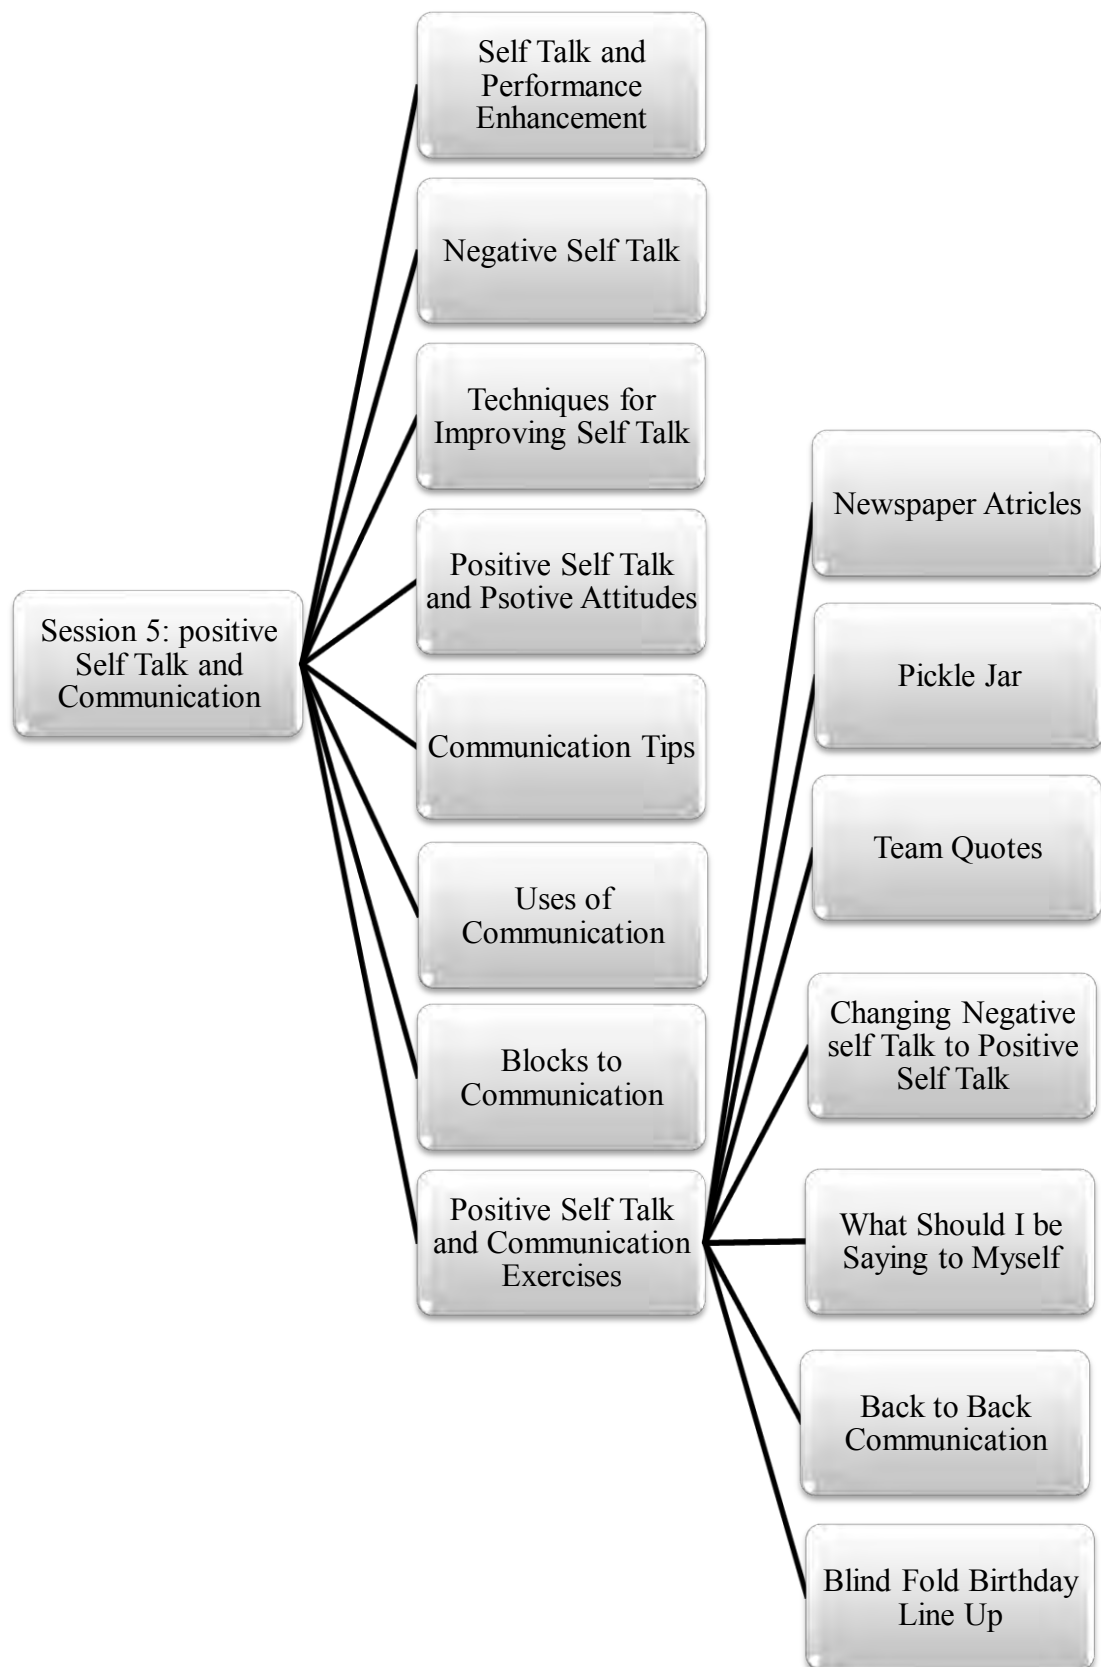 Self Talk and
Performance
Enhancement
Negative Self Talk
Techniques for
Improving Self Talk
Positive Self Talk
and Psotive Attitudes
Session 5: positive
Self Talk and
Communication
Communication Tips
Uses of
Communication
Blocks to
Communication
Positive Self Talk
and Communication
Exercises
Newspaper Atricles
Pickle Jar
Team Quotes
Changing Negative
self Talk to Positive
Self Talk
What Should I be
Saying to Myself
Back to Back
Communication
Blind Fold Birthday
Line Up